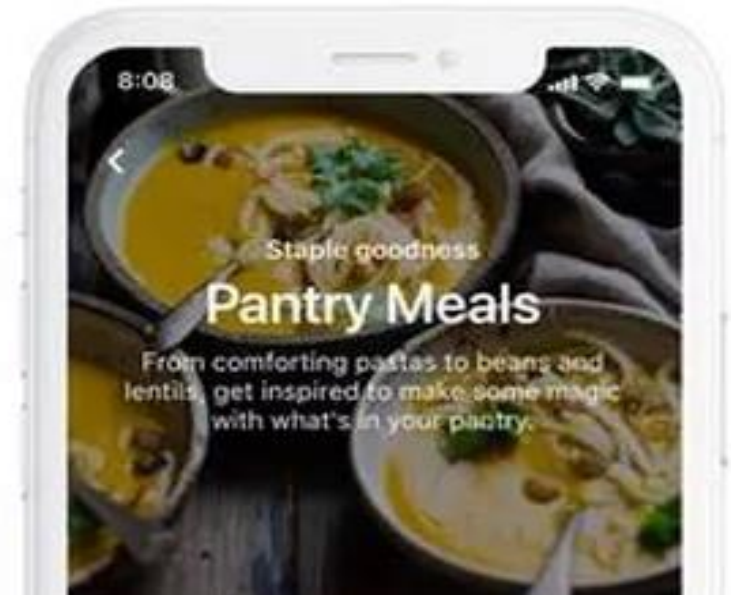 8:08
Staple goodness
Pantry Meals
From comforting pastas to beans and
lentils, get inspired to make some magic
with what's in your pantry.